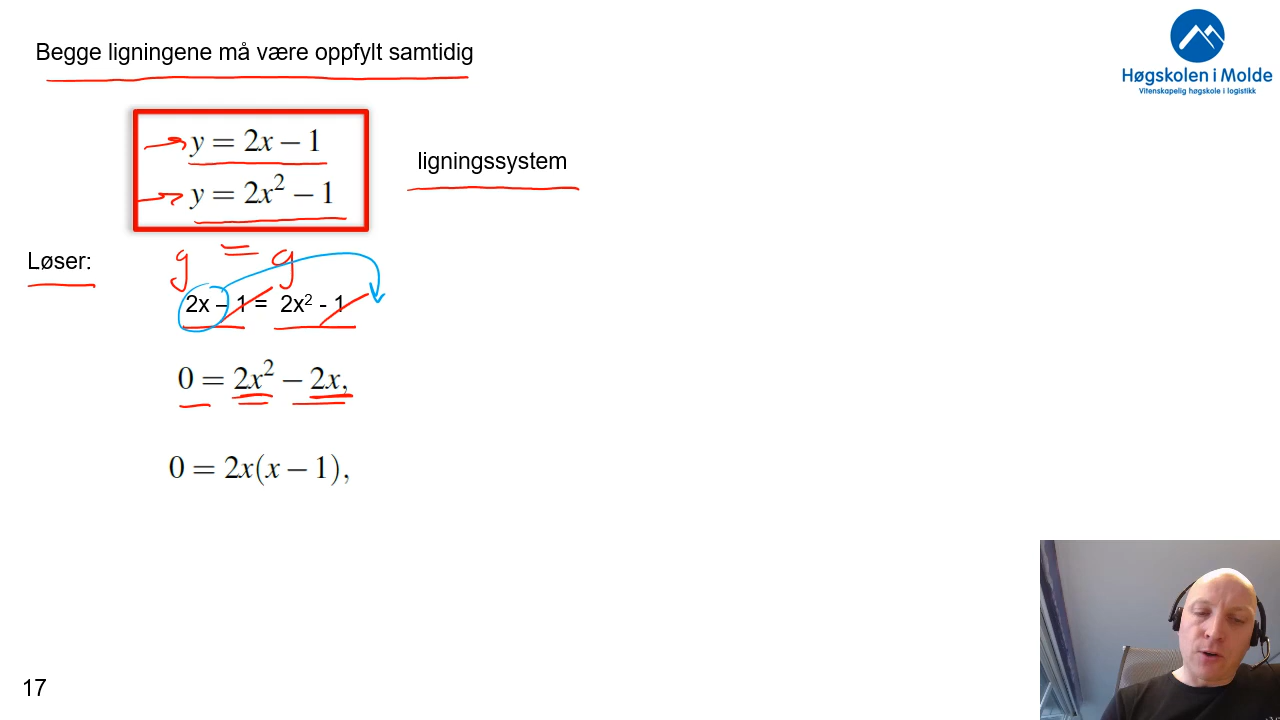 Begge ligningene må være oppfylt samtidig
Høgskolen i Molde
Vitenskapelig høgskole i logistikk
y = 2x − 1
y = 2x² − 1
ligningssystem
Løser:
y = y
2x – 1 = 2x² - 1
0 = 2x² − 2x,
0 = 2x(x − 1),
17